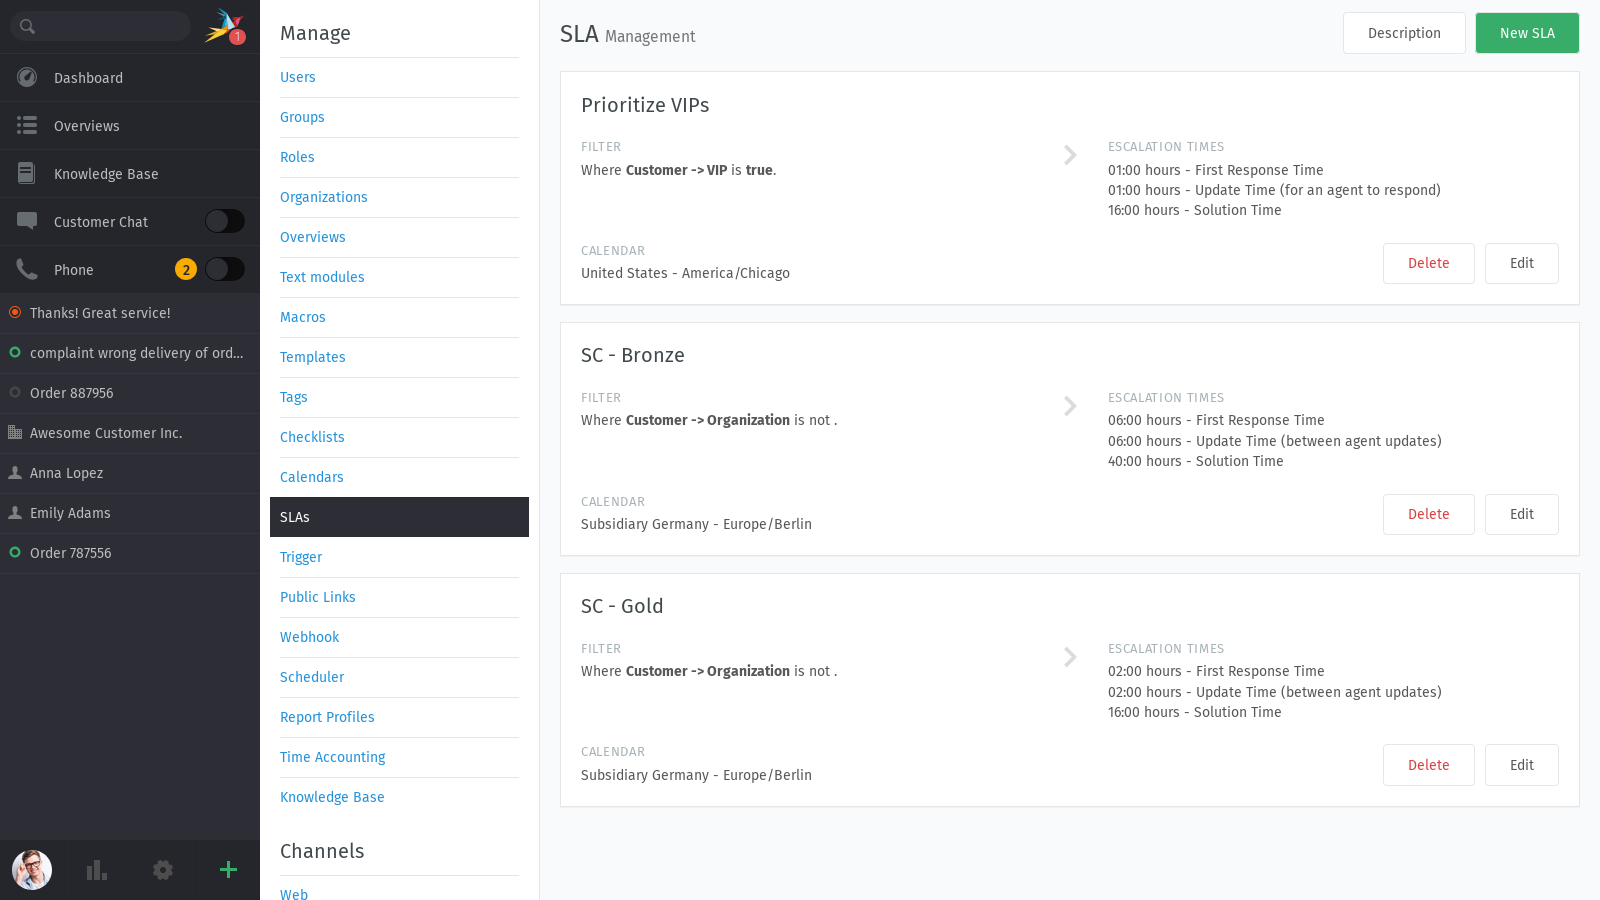 1
Dashboard
Overviews
Knowledge Base
Customer Chat
Phone
2
Thanks! Great service!
complaint wrong delivery of ord...
Order 887956
Awesome Customer Inc.
Anna Lopez
Emily Adams
Order 787556
Manage
Users
Groups
Roles
Organizations
Overviews
Text modules
Macros
Templates
Tags
Checklists
Calendars
SLAs
Trigger
Public Links
Webhook
Scheduler
Report Profiles
Time Accounting
Knowledge Base
Channels
Web
SLA Management
Description
New SLA
Prioritize VIPs
FILTER
Where Customer -> VIP is true.
ESCALATION TIMES
01:00 hours - First Response Time
01:00 hours - Update Time (for an agent to respond)
16:00 hours - Solution Time
CALENDAR
United States - America/Chicago
Delete
Edit
SC - Bronze
FILTER
Where Customer -> Organization is not .
ESCALATION TIMES
06:00 hours - First Response Time
06:00 hours - Update Time (between agent updates)
40:00 hours - Solution Time
CALENDAR
Subsidiary Germany - Europe/Berlin
Delete
Edit
SC - Gold
FILTER
Where Customer -> Organization is not .
ESCALATION TIMES
02:00 hours - First Response Time
02:00 hours - Update Time (between agent updates)
16:00 hours - Solution Time
CALENDAR
Subsidiary Germany - Europe/Berlin
Delete
Edit